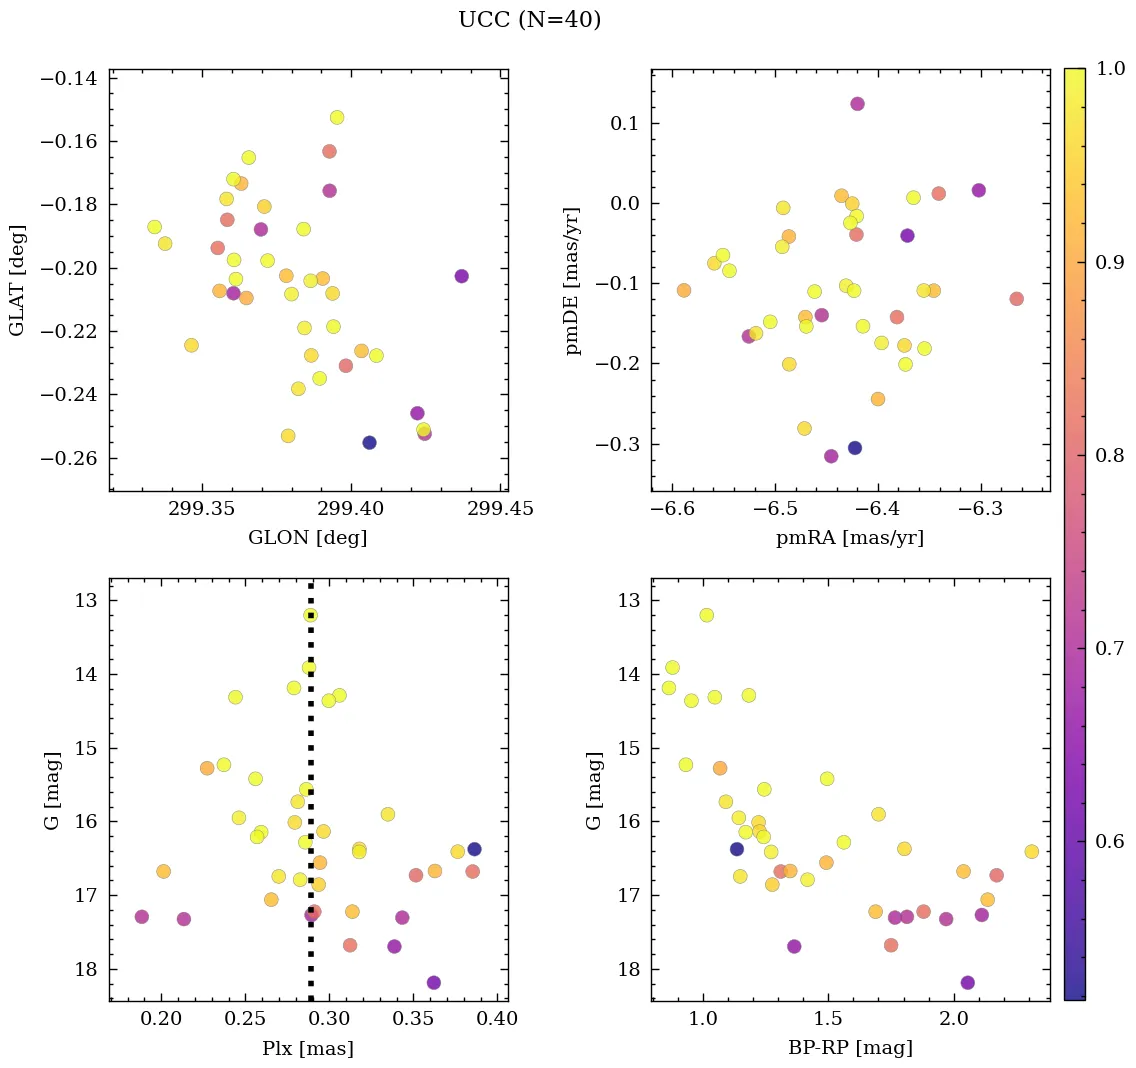 UCC (N=40)
−0.14
−0.16
−0.18
−0.20
−0.22
−0.24
−0.26
GLAT [deg]
299.35 299.40 299.45
GLON [deg]
0.1
0.0
−0.1
−0.2
−0.3
pmDE [mas/yr]
−6.6 −6.5 −6.4 −6.3
pmRA [mas/yr]
1.0
0.9
0.8
0.7
0.6
13
14
15
16
17
18
G [mag]
0.20 0.25 0.30 0.35 0.40
Plx [mas]
13
14
15
16
17
18
G [mag]
1.0 1.5 2.0
BP-RP [mag]